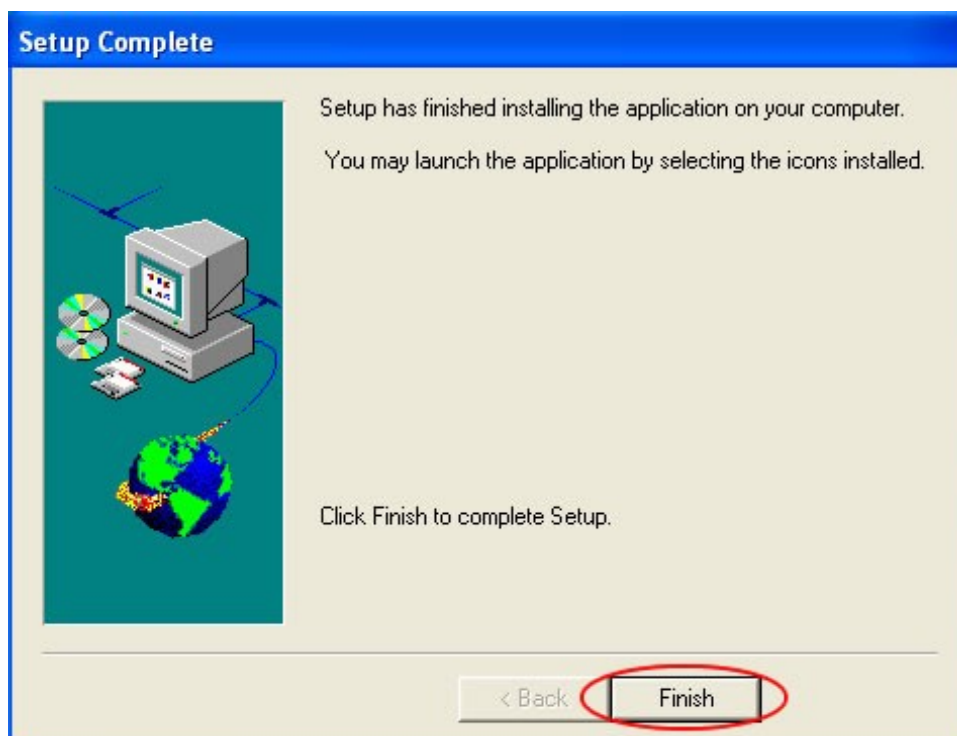 Setup Complete
Setup has finished installing the application on your computer.
You may launch the application by selecting the icons installed.
Click Finish to complete Setup.
< Back
Finish